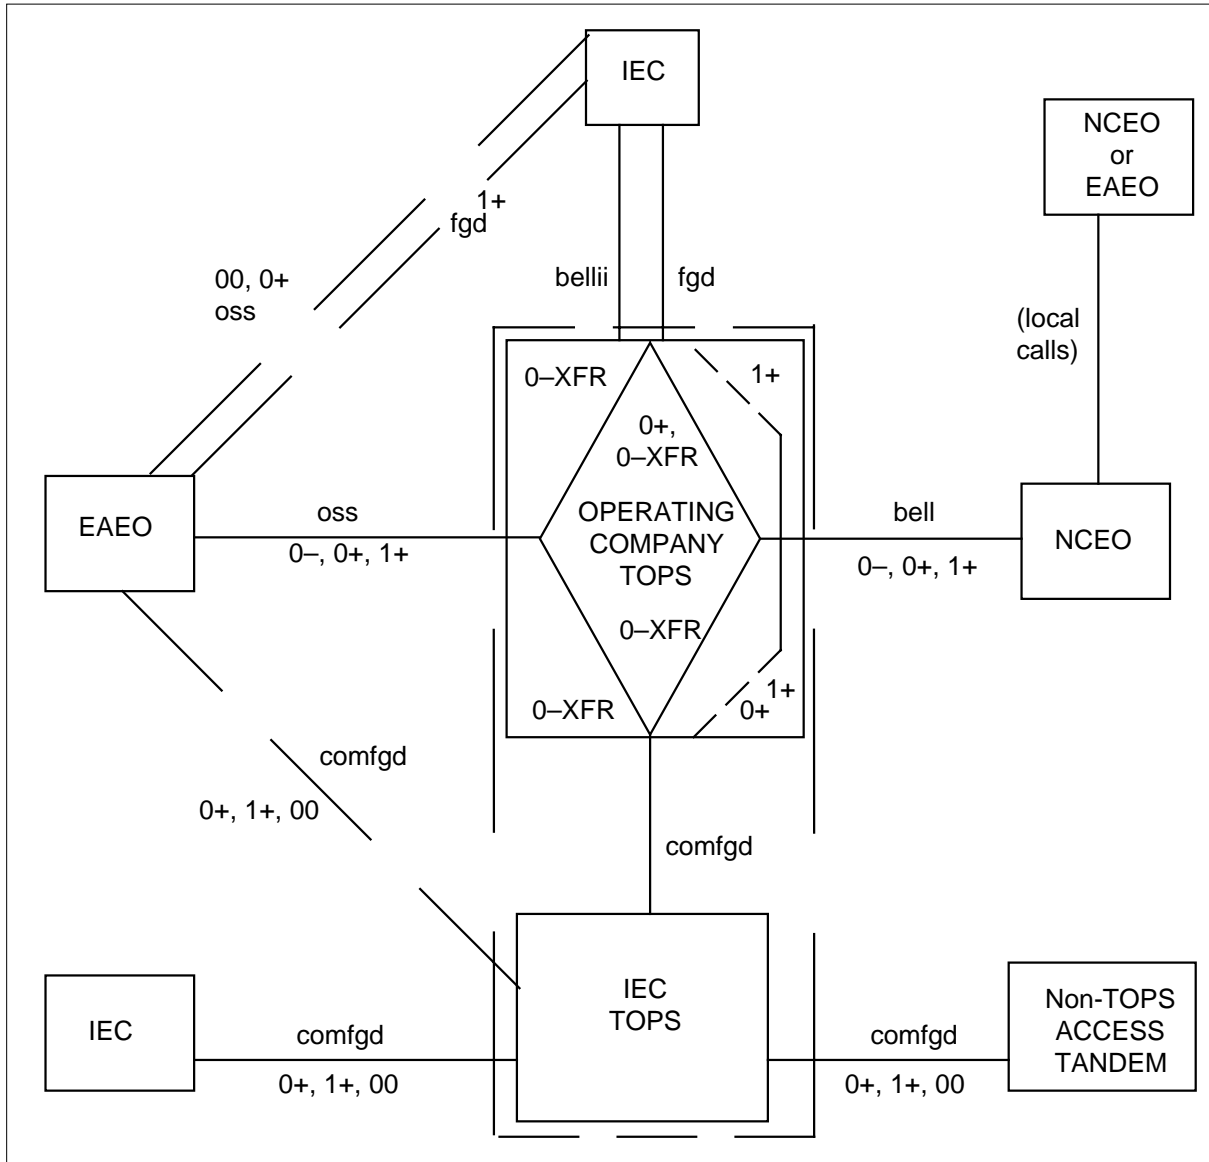 IEC
NCEO
or
EAEO
1+
fgd
00, 0+
oss
bellii
fgd
(local
calls)
0–XFR
1+
0+,
0–XFR
EAEO
oss
0–, 0+, 1+
OPERATING
COMPANY
TOPS
bell
0–, 0+, 1+
NCEO
0–XFR
0–XFR
1+
0+
comfgd
0+, 1+, 00
comfgd
IEC
TOPS
IEC
comfgd
0+, 1+, 00
comfgd
0+, 1+, 00
Non-TOPS
ACCESS
TANDEM